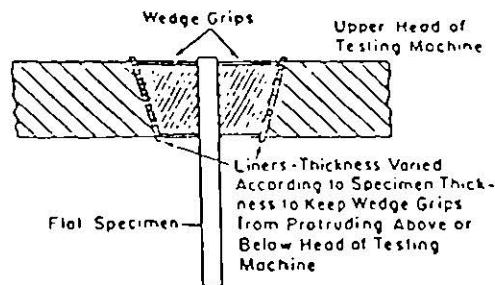 Wedge Grips
Upper Head of
Testing Machine
Liners-Thickness Varied
According to Specimen Thick-
ness to Keep Wedge Grips
from Protruding Above or
Below Head of Testing
Machine
Flat Specimen